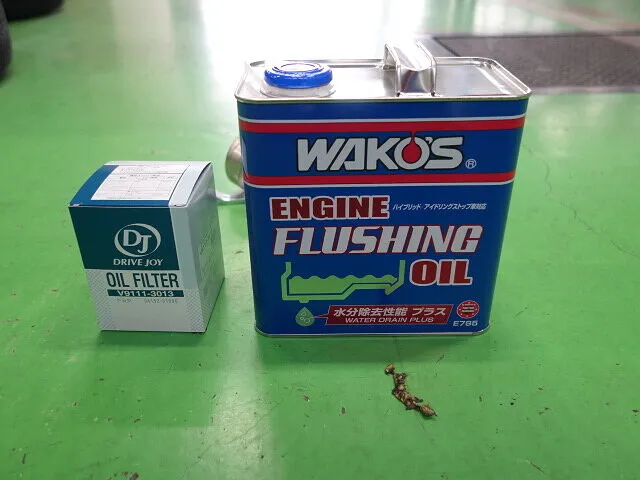 DJ
DRIVE JOY
OIL FILTER
V9111-3013
WAKO'S®
ENGINE
ハイブリッド・アイドリングストップ車対応
FLUSHING
OIL
水分除去性能 プラス
WATER DRAIN PLUS
E795